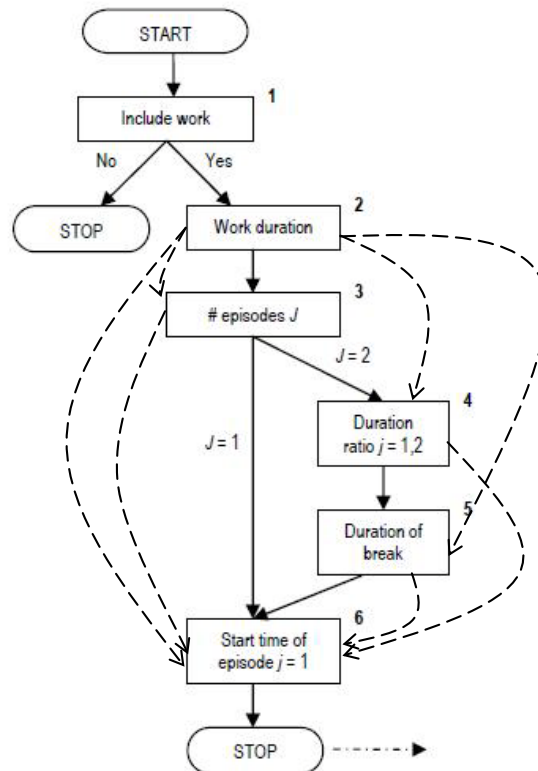 START
1
Include work
No
Yes
STOP
2
Work duration
3
# episodes J
J = 2
4
Duration
ratio j = 1,2
J = 1
5
Duration of
break
6
Start time of
episode j = 1
STOP